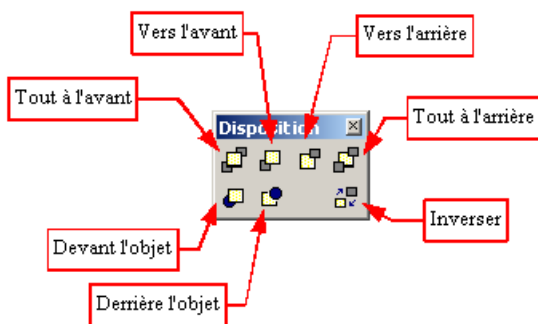 Vers l'avant
Vers l'arrière
Tout à l'avant
Tout à l'arrière
Disposition
Devant l'objet
Inverser
Derrière l'objet